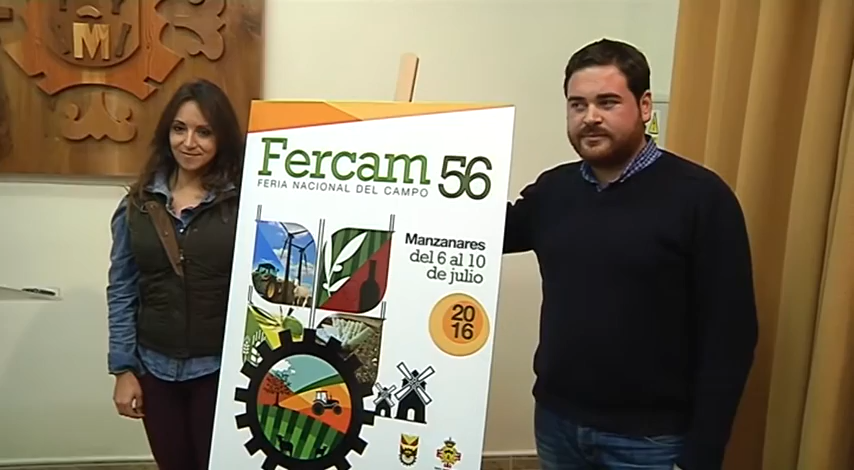 M
Fercam 56
FERIA NACIONAL DEL CAMPO
Manzanares
del 6 al 10
de julio
20
16